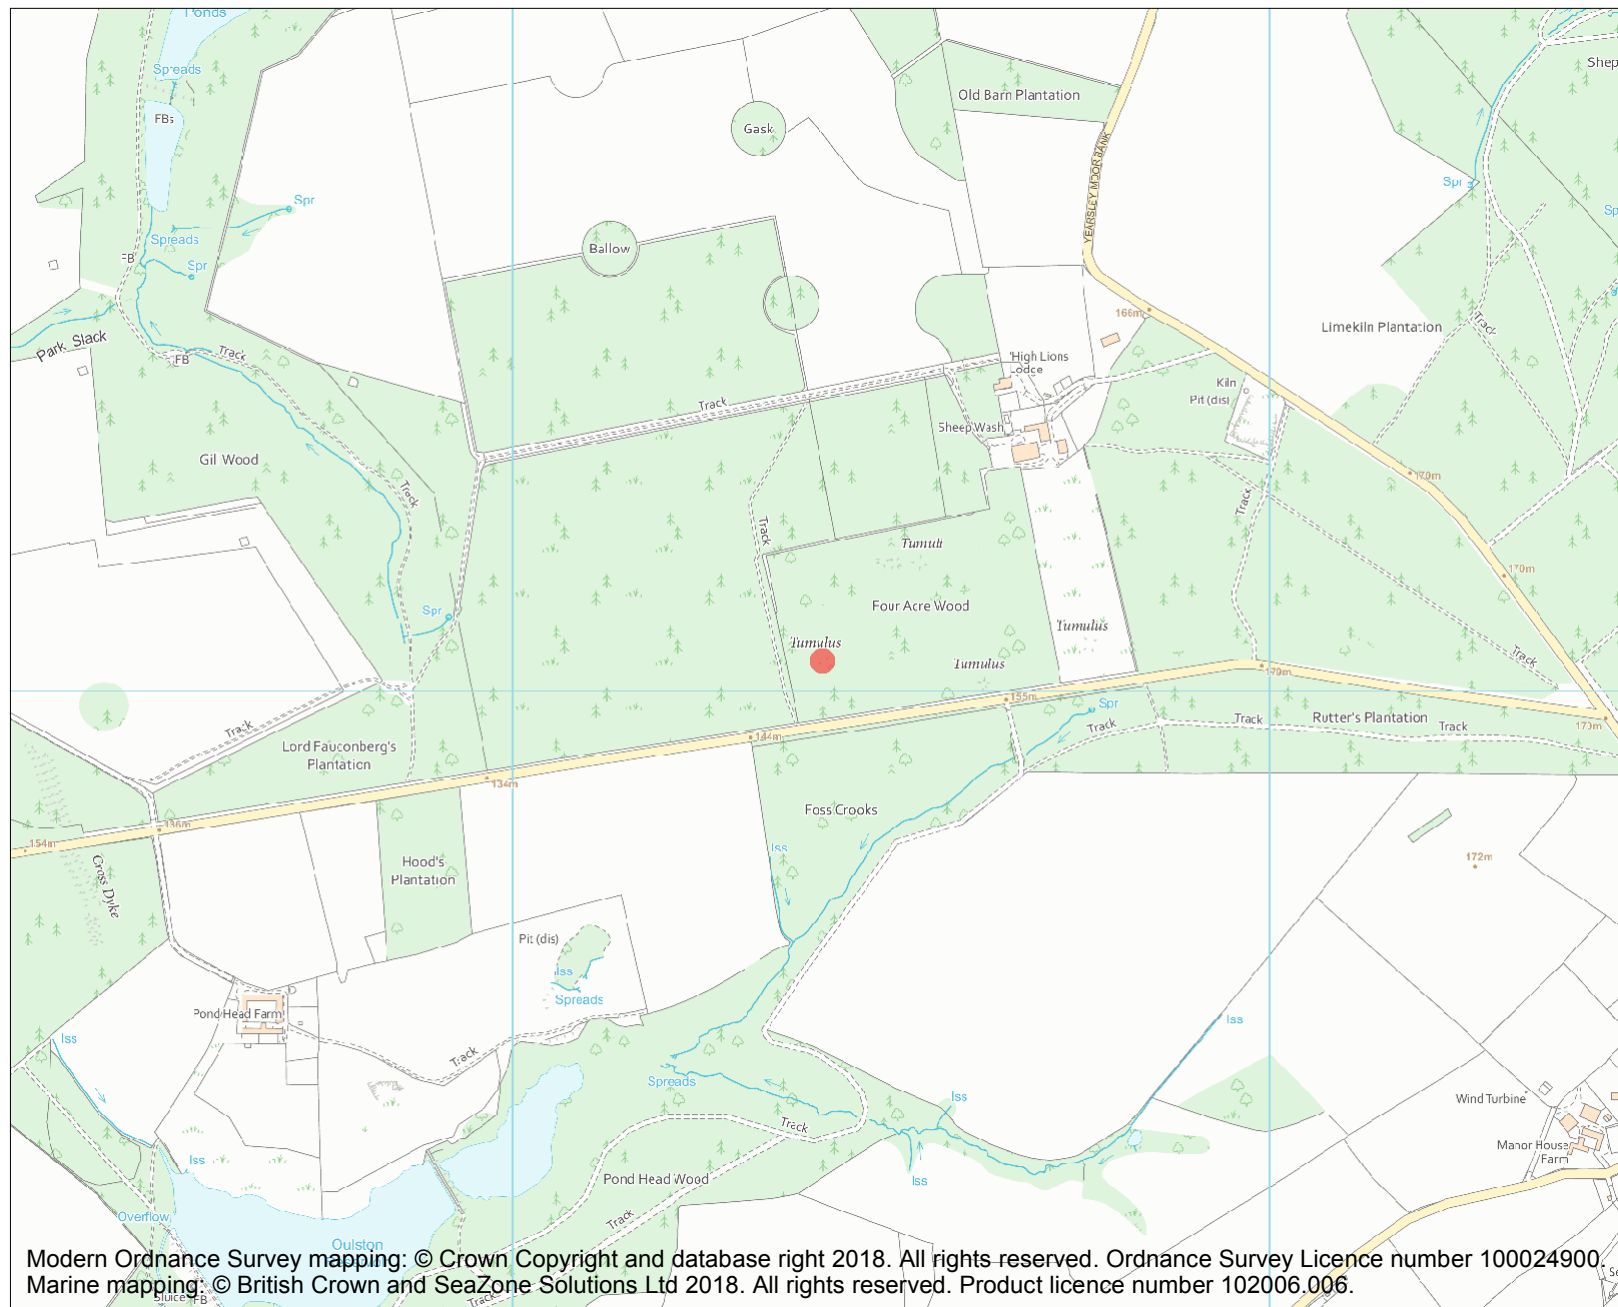 Ponds
Spreads
FBs
Gask
Old Barn Plantation
YEARSLEY MOOR BANK
Shep
Spr
Spr
Sp
Spreads
FB
Spr
Ballow
166m
Limekiln Plantation
Track
Park Slack
FB
Track
High Lions
Lodge
Kiln
Pit (dis)
Track
Sheep Wash
Gil Wood
170m
Track
Track
Track
Tumuli
170m
Four Acre Wood
Spr
Tumulus
Tumulus
Tumulus
Track
170m
155m
Spr
Track
Track
Rutter's Plantation
Track
170m
Track
144m
Lord Fauconberg's
Plantation
134m
Foss Crooks
136m
154m
Iss
172m
Cross Dyke
Hood's
Plantation
Pit (dis)
Iss
Spreads
Pond Head Farm
Iss
Iss
Track
Spreads
Iss
Wind Turbine
Track
Manor House
Farm
Iss
Iss
Pond Head Wood
Overflow
Track
Oulston
Modern Ordnance Survey mapping: © Crown Copyright and database right 2018. All rights reserved. Ordnance Survey Licence number 100024900.
Marine mapping: © British Crown and SeaZone Solutions Ltd 2018. All rights reserved. Product licence number 102006.006.
Sluice
FB
Track